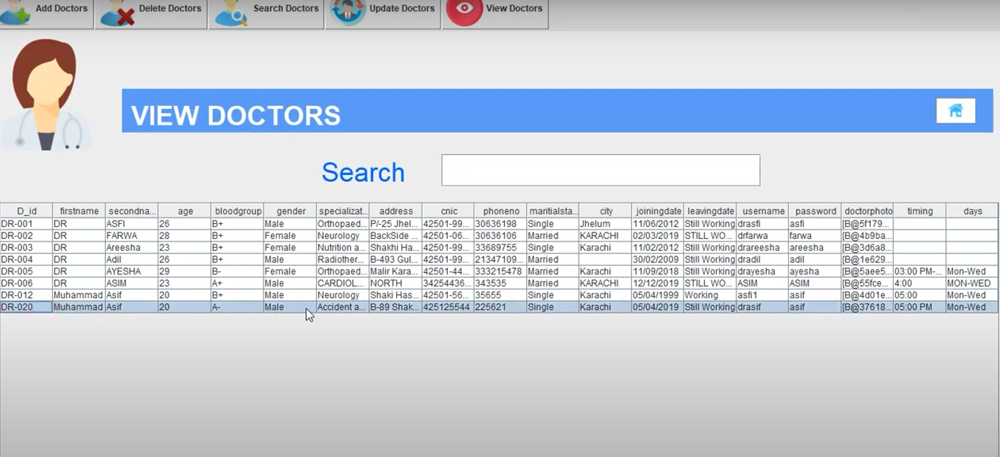 Add Doctors Delete Doctors Search Doctors Update Doctors View Doctors
VIEW DOCTORS
Search
D_id firstname secondna... age bloodgroup gender specializat... address cnic phoneno maritialsta... city joiningdate leavingdate username password doctorphoto timing days
DR-001 DR ASFI 26 B+ Male Orthopaed... P/-25 Jhel... 42501-99... 30636198 Single Jhelum 11/06/2012 Still Working drasfi asfi [B@5f179...
DR-002 DR FARWA 28 B+ Female Neurology BackSide ... 42501-06... 30636106 Married KARACHI 02/03/2019 STILL WO... drfarwa farwa [B@4b9ba...
DR-003 DR Areesha 23 B+ Female Nutrition a... Shakhi Ha... 42501-99... 33689755 Single Karachi 11/02/2012 Still Working drareesha areesha [B@3d6a8...
DR-004 DR Adil 26 B+ Male Radiother... B-493 Gul... 42501-99... 21347109... Married 30/02/2009 Still Working dradil adil [B@1e629...
DR-005 DR AYESHA 29 B- Female Orthopaed... Malir Kara... 42501-44... 333215478 Married Karachi 11/09/2018 Still Working drayesha ayesha [B@5aee5... 03:00 PM-... Mon-Wed
DR-006 DR ASIM 23 A+ Male CARDIOL... NORTH 34254436... 343535 Married KARACHI 12/12/2019 STILL WO... ASIM ASIM [B@55fce... 4:00 MON-WED
DR-012 Muhammad Asif 20 B+ Male Neurology Shaki Has... 42501-56... 35655 Single Karachi 05/04/1999 Working asfi1 asif [B@4d01e... 05:00 Mon-Wed
DR-020 Muhammad Asif 20 A- Male Accident a... B-89 Shak... 425125544 225621 Single Karachi 05/04/2019 Still Working drasif asif [B@37618... 05:00 PM Mon-Wed